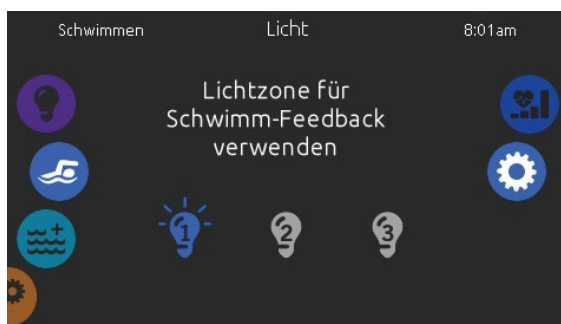 Schwimmen Licht 8:01am
Lichtzone für
Schwimm-Feedback
verwenden
1 2 3